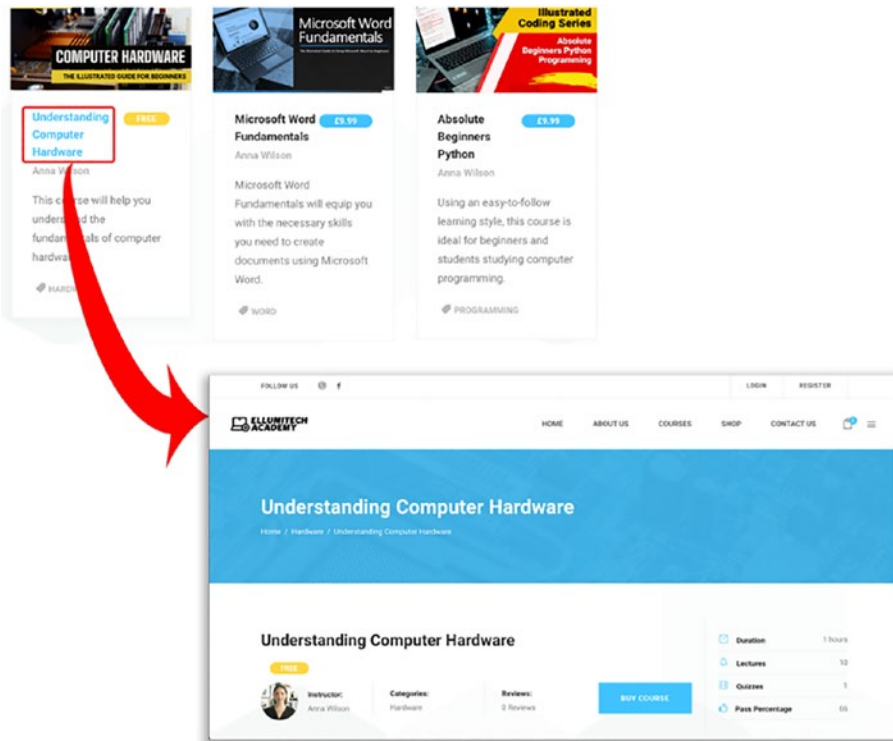 COMPUTER HARDWARE
THE ILLUSTRATED GUIDE FOR BEGINNERS
Understanding
Computer
Hardware
FREE
Anna Wilson
This course will help you
understand the
fundamentals of computer
hardware
HARDW
Microsoft Word
Fundamentals
Microsoft Word
Fundamentals
£9.99
Anna Wilson
Microsoft Word
Fundamentals will equip you
with the necessary skills
you need to create
documents using Microsoft
Word.
WORD
Illustrated
Coding Series
Absolute
Beginners Python
Programming
Absolute
Beginners
Python
£9.99
Anna Wilson
Using an easy-to-follow
learning style, this course is
ideal for beginners and
students studying computer
programming.
PROGRAMMING
FOLLOW US
LOGIN REGISTER
ELLUMITECH
ACADEMY
HOME ABOUT US COURSES SHOP CONTACT US
Understanding Computer Hardware
Home / Hardware / Understanding Computer Hardware
Understanding Computer Hardware
FREE
Instructor:
Anna Wilson
Categories:
Hardware
Reviews:
0 Reviews
BUY COURSE
Duration 1 hours
Lectures 10
Quizzes 1
Pass Percentage